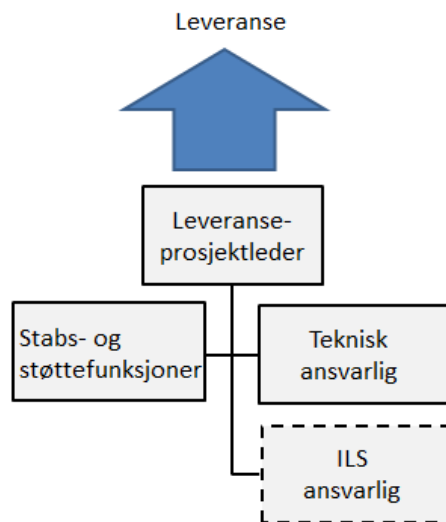 Leveranse
Leveranse-
prosjektleder
Stabs- og
støttefunksjoner
Teknisk
ansvarlig
ILS
ansvarlig